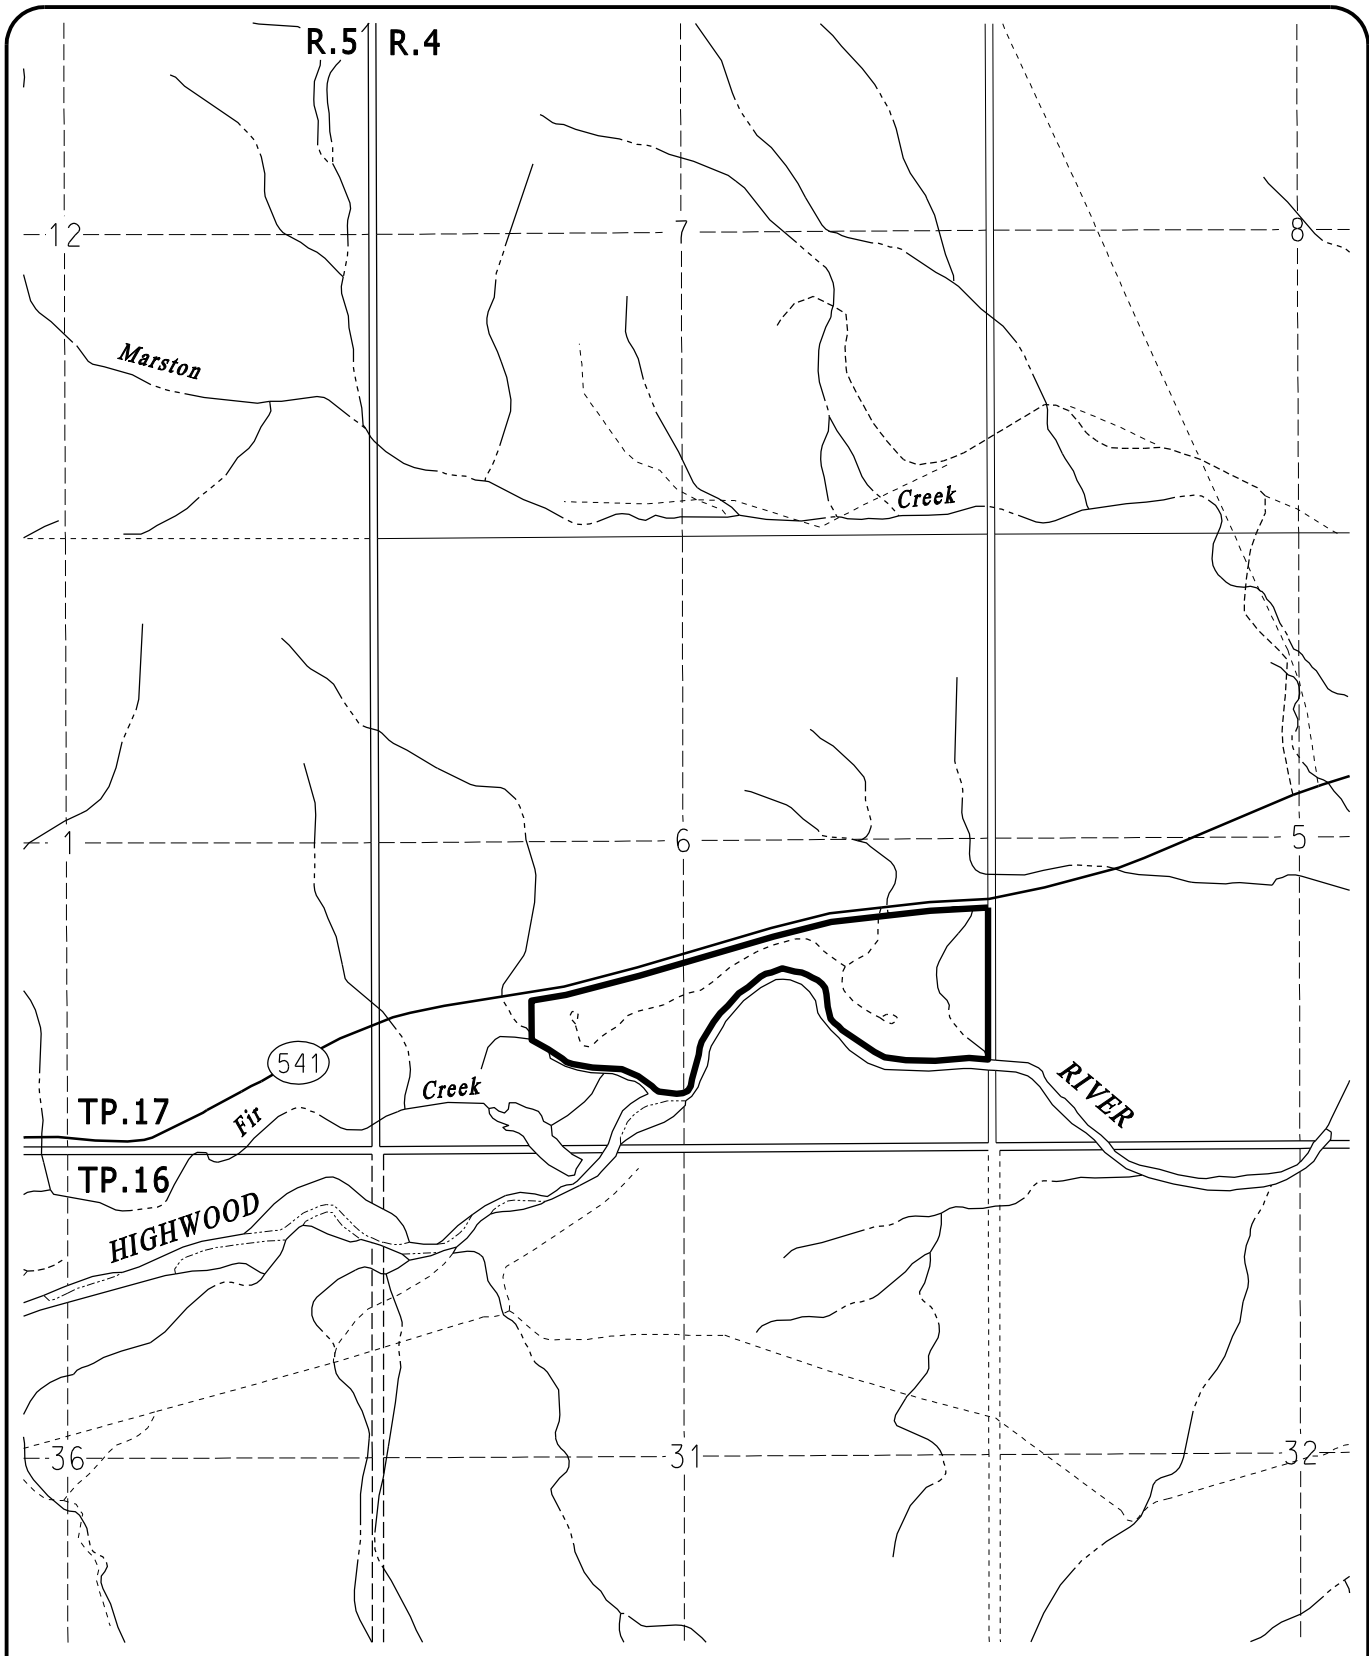 R.5 R.4
12 7 8
Marston
Creek
1 6 5
541
Creek
RIVER
TP.17
Fir
TP.16
HIGHWOOD
36 31 32